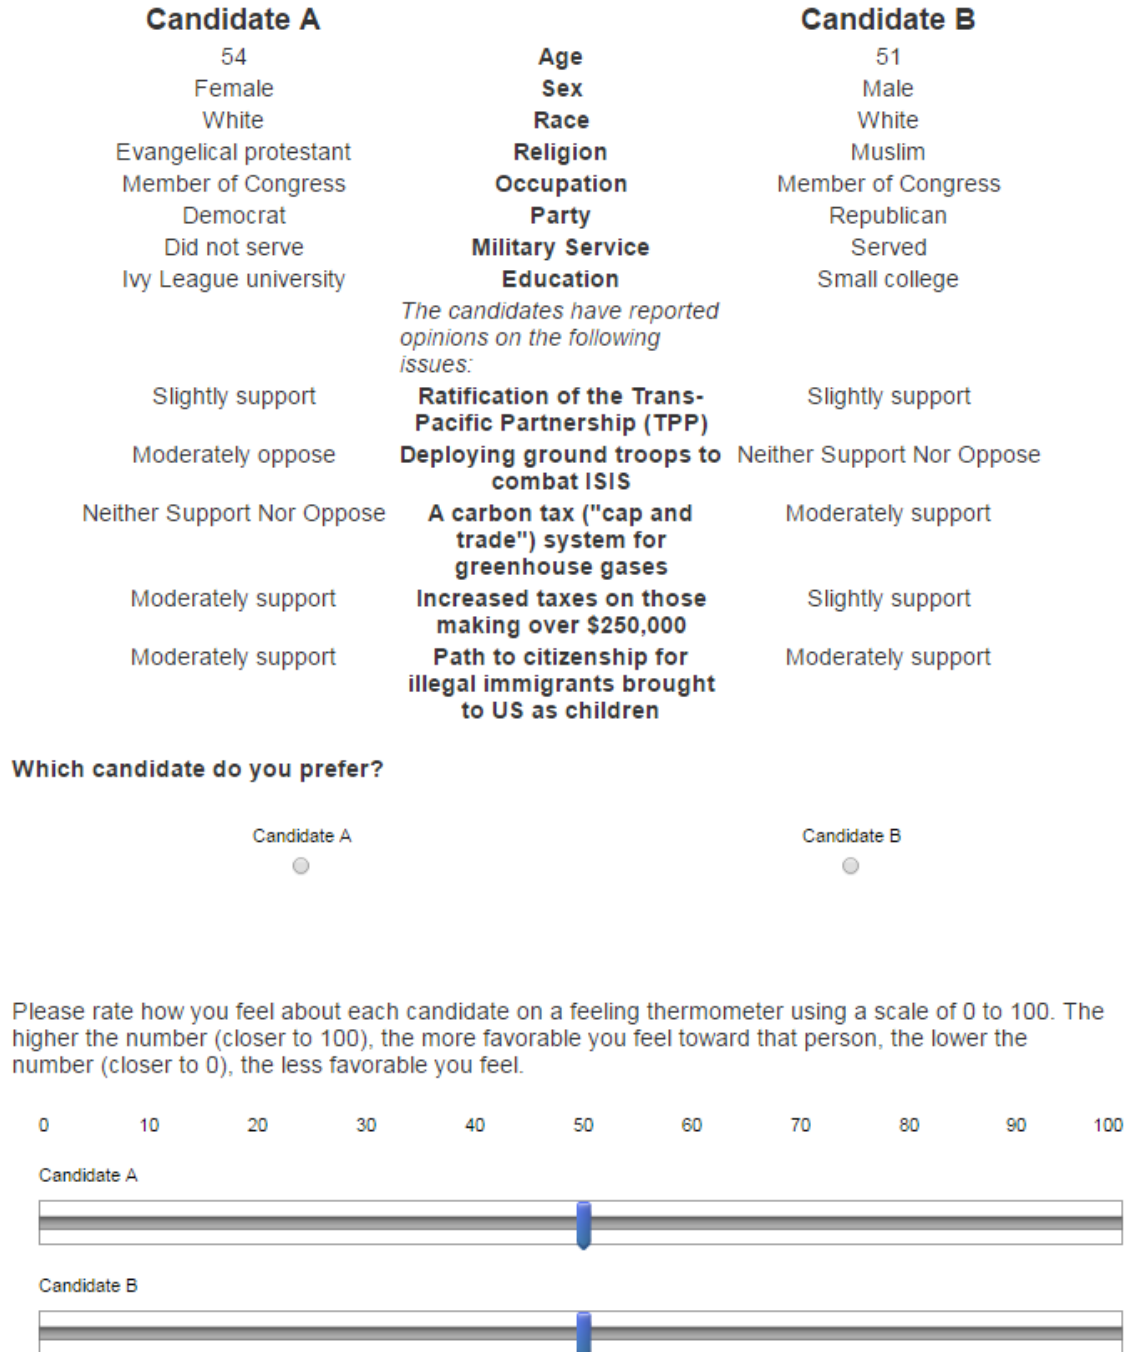 Candidate A Candidate B
54 Age 51
Female Sex Male
White Race White
Evangelical protestant Religion Muslim
Member of Congress Occupation Member of Congress
Democrat Party Republican
Did not serve Military Service Served
Ivy League university Education Small college
The candidates have reported
opinions on the following
issues:
Slightly support Ratification of the Trans- Slightly support
Pacific Partnership (TPP)
Moderately oppose Deploying ground troops to Neither Support Nor Oppose
combat ISIS
Neither Support Nor Oppose A carbon tax ("cap and Moderately support
trade") system for
greenhouse gases
Moderately support Increased taxes on those Slightly support
making over $250,000
Moderately support Path to citizenship for Moderately support
illegal immigrants brought
to US as children
Which candidate do you prefer?
Candidate A Candidate B
Please rate how you feel about each candidate on a feeling thermometer using a scale of 0 to 100. The
higher the number (closer to 100), the more favorable you feel toward that person, the lower the
number (closer to 0), the less favorable you feel.
0 10 20 30 40 50 60 70 80 90 100
Candidate A
Candidate B